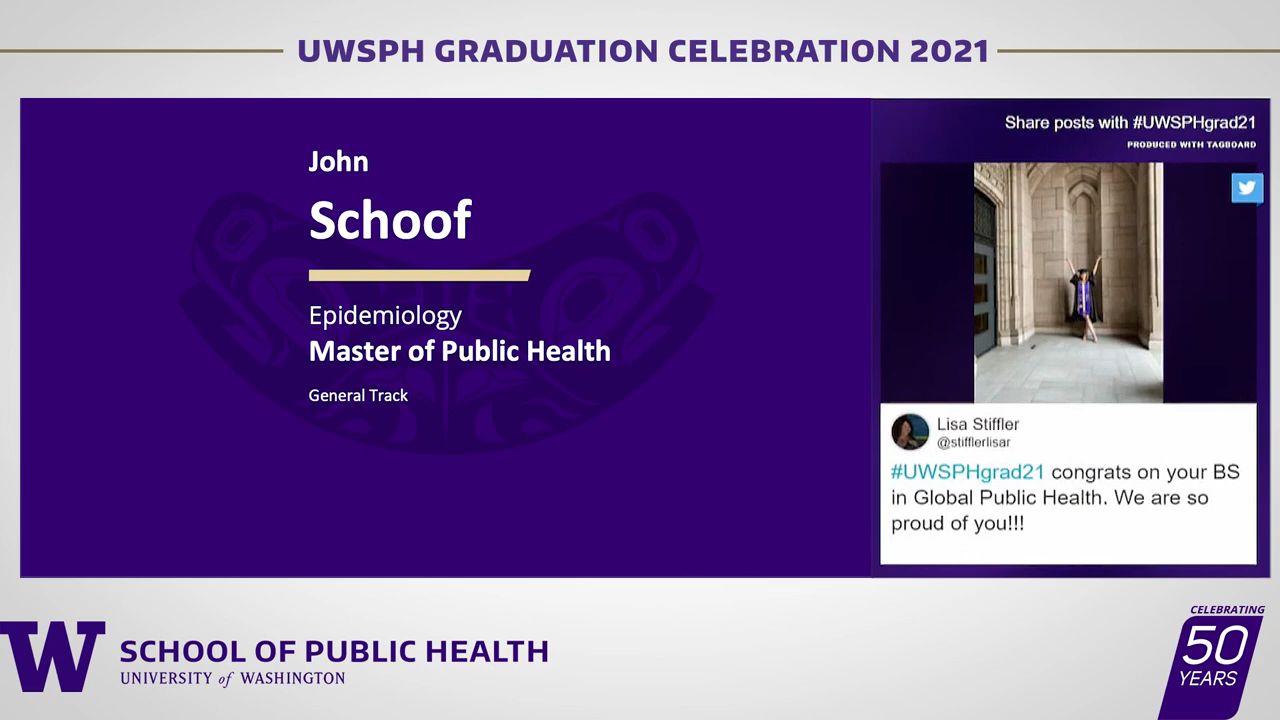 UWSPH GRADUATION CELEBRATION 2021
John
Schoof
Epidemiology
Master of Public Health
General Track
Share posts with #UWSPHgrad21
PRODUCED WITH TAGBOARD
Lisa Stiffler
@stifflerlisar
#UWSPHgrad21 congrats on your BS
in Global Public Health. We are so
proud of you!!!
W
SCHOOL OF PUBLIC HEALTH
UNIVERSITY of WASHINGTON
CELEBRATING
50
YEARS